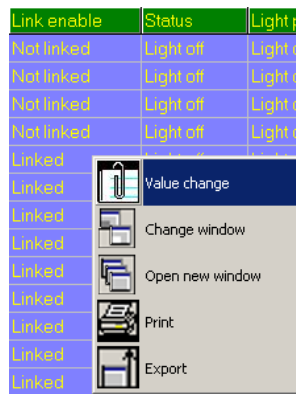 Link enable Status Light
Not linked Light off Light
Not linked Light off Light
Not linked Light off Light
Not linked Light off Light
Linked
Linked Value change
Linked
Linked Change window
Linked
Linked Open new window
Linked Print
Linked
Linked Export